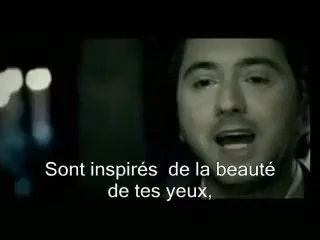 Sont inspirés  de la beauté
de tes yeux,